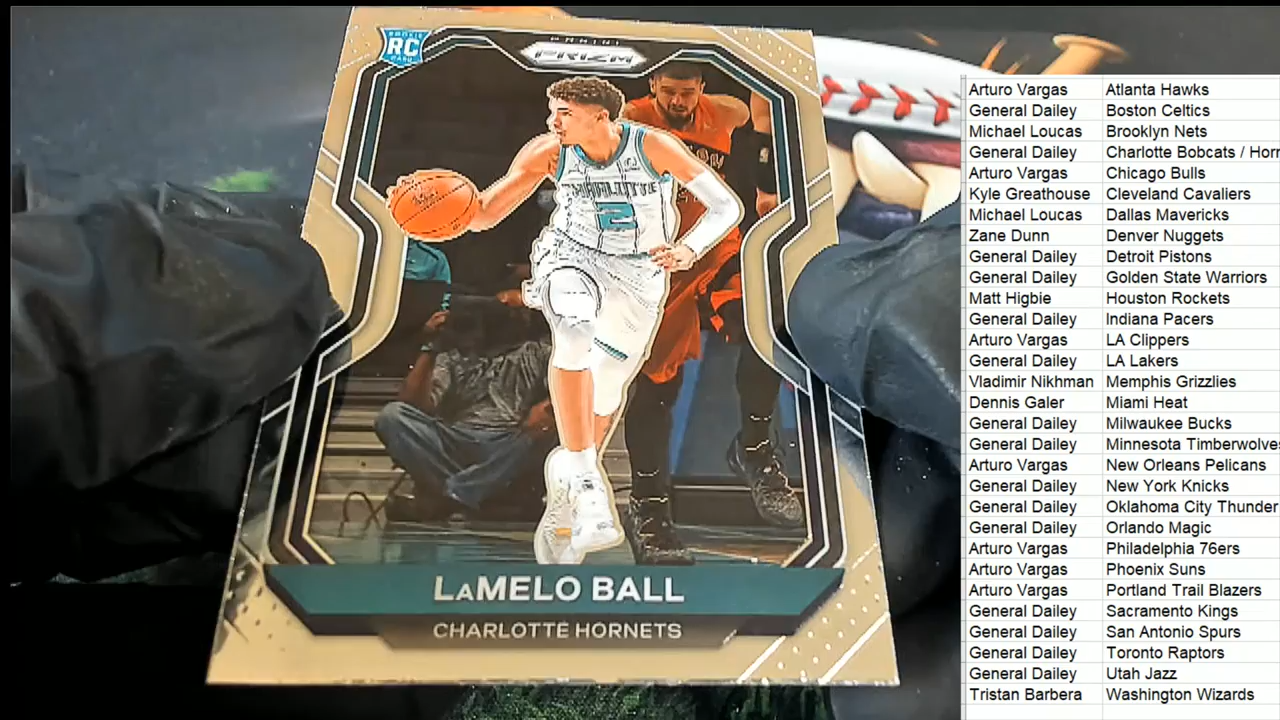 ROOKIE
RC
CARD
PANINI
PRIZM
CHARLOTTE
2
LaMELO BALL
CHARLOTTE HORNETS
Arturo Vargas Atlanta Hawks
General Dailey Boston Celtics
Michael Loucas Brooklyn Nets
General Dailey Charlotte Bobcats / Horr
Arturo Vargas Chicago Bulls
Kyle Greathouse Cleveland Cavaliers
Michael Loucas Dallas Mavericks
Zane Dunn Denver Nuggets
General Dailey Detroit Pistons
General Dailey Golden State Warriors
Matt Higbie Houston Rockets
General Dailey Indiana Pacers
Arturo Vargas LA Clippers
General Dailey LA Lakers
Vladimir Nikhman Memphis Grizzlies
Dennis Galer Miami Heat
General Dailey Milwaukee Bucks
General Dailey Minnesota Timberwolve
Arturo Vargas New Orleans Pelicans
General Dailey New York Knicks
General Dailey Oklahoma City Thunder
General Dailey Orlando Magic
Arturo Vargas Philadelphia 76ers
Arturo Vargas Phoenix Suns
Arturo Vargas Portland Trail Blazers
General Dailey Sacramento Kings
General Dailey San Antonio Spurs
General Dailey Toronto Raptors
General Dailey Utah Jazz
Tristan Barbera Washington Wizards